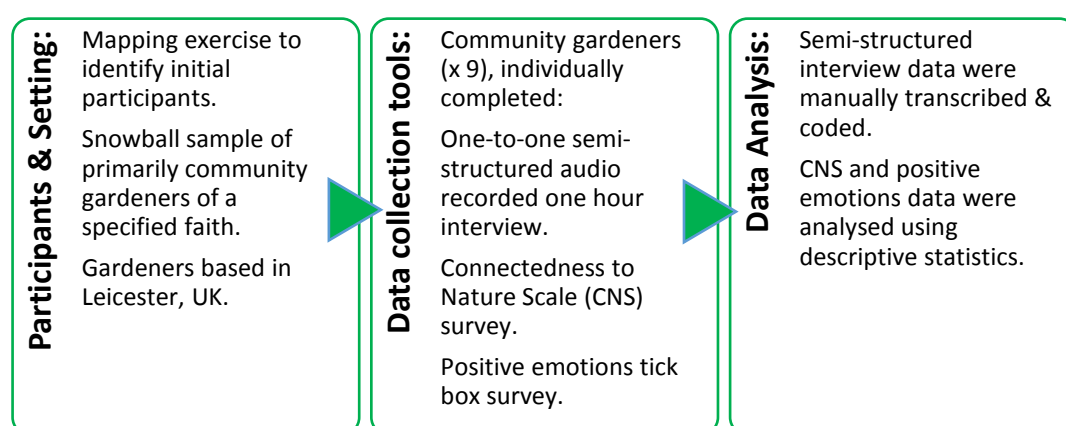 Participants & Setting:
Mapping exercise to
identify initial
participants.
Snowball sample of
primarily community
gardeners of a
specified faith.
Gardeners based in
Leicester, UK.
Data collection tools:
Community gardeners
(x 9), individually
completed:
One-to-one semi-
structured audio
recorded one hour
interview.
Connectedness to
Nature Scale (CNS)
survey.
Positive emotions tick
box survey.
Data Analysis:
Semi-structured
interview data were
manually transcribed &
coded.
CNS and positive
emotions data were
analysed using
descriptive statistics.